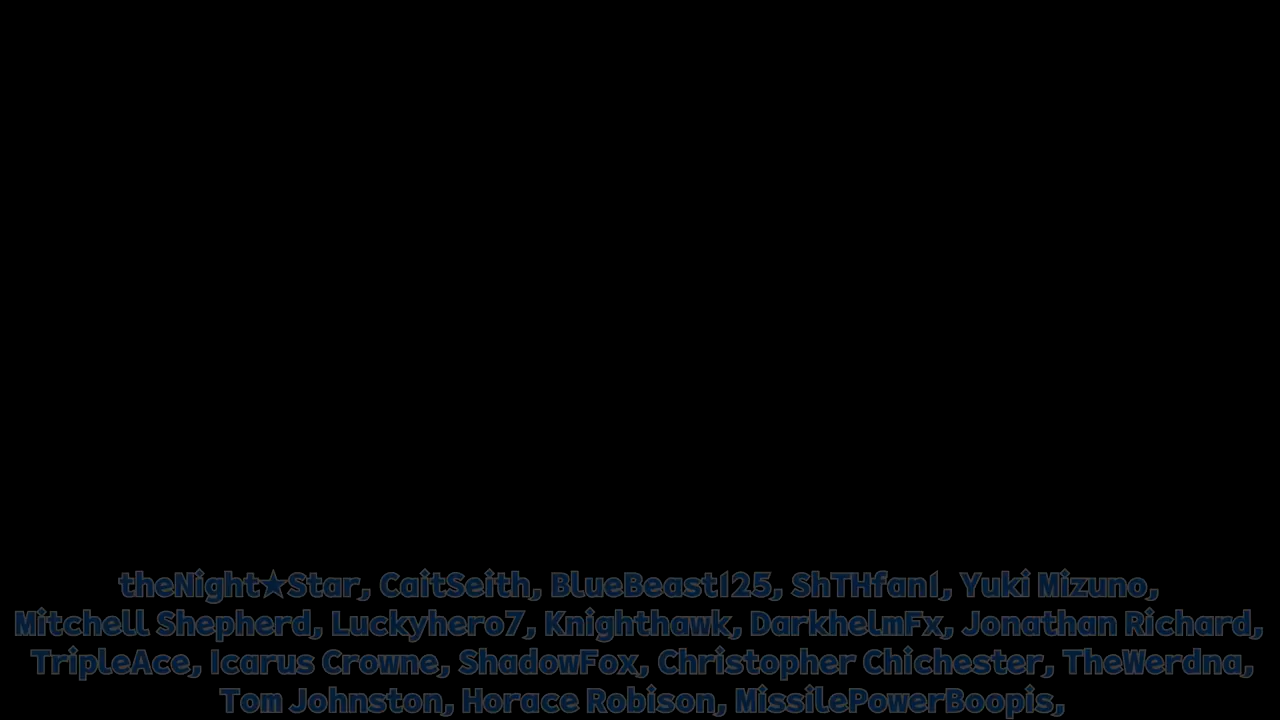 theNight★Star, CaitSeith, BlueBeast125, ShTHfan1, Yuki Mizuno,
Mitchell Shepherd, Luckyhero7, Knighthawk, DarkhelmFx, Jonathan Richard,
TripleAce, Icarus Crowne, ShadowFox, Christopher Chichester, TheWerdna,
Tom Johnston, Horace Robison, MissilePowerBoopis,